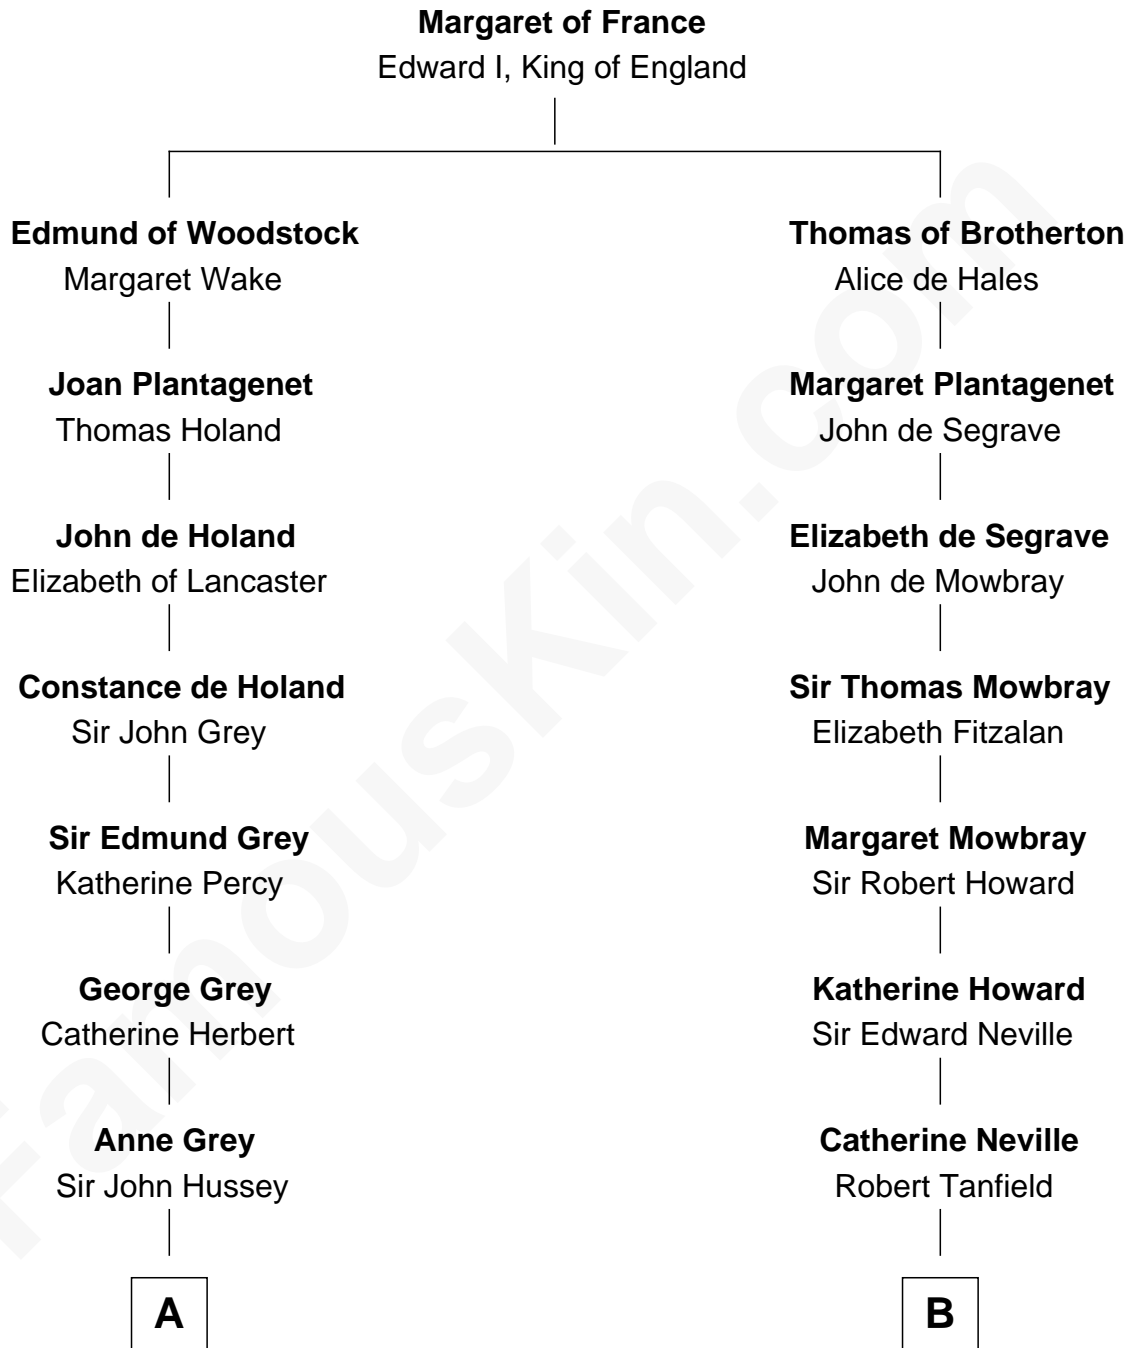 Margaret of France
Edward I, King of England
Edmund of Woodstock
Margaret Wake
Thomas of Brotherton
Alice de Hales
Joan Plantagenet
Thomas Holand
Margaret Plantagenet
John de Segrave
John de Holand
Elizabeth of Lancaster
Elizabeth de Segrave
John de Mowbray
Constance de Holand
Sir John Grey
Sir Thomas Mowbray
Elizabeth Fitzalan
Sir Edmund Grey
Katherine Percy
Margaret Mowbray
Sir Robert Howard
George Grey
Catherine Herbert
Katherine Howard
Sir Edward Neville
Anne Grey
Sir John Hussey
Catherine Neville
Robert Tanfield
A
B
FamousKin.com